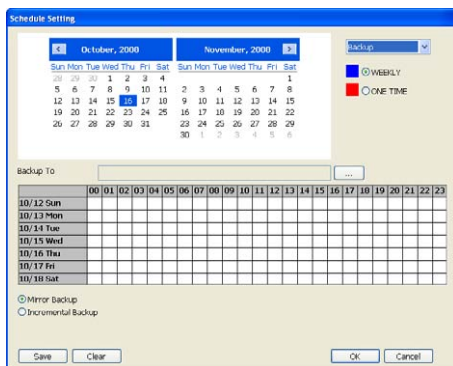 Schedule Setting
October, 2000
Sun Mon Tue Wed Thu Fri Sat
28 29 30 1 2 3 4
5 6 7 8 9 10 11
12 13 14 15 16 17 18
19 20 21 22 23 24 25
26 27 28 29 30 31
November, 2000
Sun Mon Tue Wed Thu Fri Sat
1
2 3 4 5 6 7 8
9 10 11 12 13 14 15
16 17 18 19 20 21 22
23 24 25 26 27 28 29
30 1 2 3 4 5 6
Backup
WEEKLY
ONE TIME
Backup To
...
00 01 02 03 04 05 06 07 08 09 10 11 12 13 14 15 16 17 18 19 20 21 22 23
10/12 Sun
10/13 Mon
10/14 Tue
10/15 Wed
10/16 Thu
10/17 Fri
10/18 Sat
Mirror Backup
Incremental Backup
Save
Clear
OK
Cancel